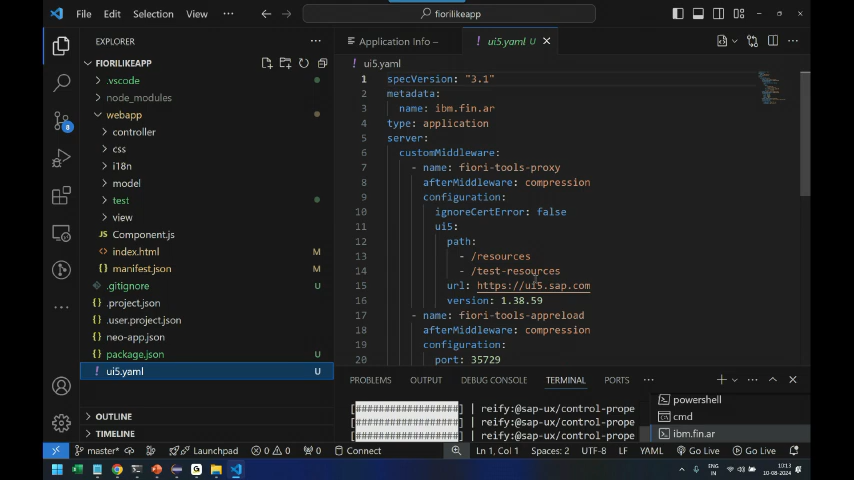 File Edit Selection View ··· fiorilikeapp
EXPLORER ···
FIORILIKEAPP
.vscode
node_modules
webapp
controller
css
i18n
model
test
view
Component.js
index.html M
manifest.json M
.gitignore U
.project.json
.user.project.json
neo-app.json
package.json U
ui5.yaml U
OUTLINE
TIMELINE
8
Application Info –
ui5.yaml U
ui5.yaml
1 specVersion: "3.1"
2 metadata:
3 name: ibm.fin.ar
4 type: application
5 server:
6 customMiddleware:
7 - name: fiori-tools-proxy
8 afterMiddleware: compression
9 configuration:
10 ignoreCertError: false
11 ui5:
12 path:
13 - /resources
14 - /test-resources
15 url: https://ui5.sap.com
16 version: 1.38.59
17 - name: fiori-tools-appreload
18 afterMiddleware: compression
19 configuration:
20 port: 35729
PROBLEMS OUTPUT DEBUG CONSOLE TERMINAL PORTS ···
[##################] | reify:@sap-ux/control-prope
[##################] | reify:@sap-ux/control-prope
[##################] | reify:@sap-ux/control-prope
powershell
cmd
ibm.fin.ar
master* Launchpad 0 0 0 Connect Ln 1, Col 1 Spaces: 2 UTF-8 LF YAML Go Live Go Live
ENG
IN
10:13
10-08-2024